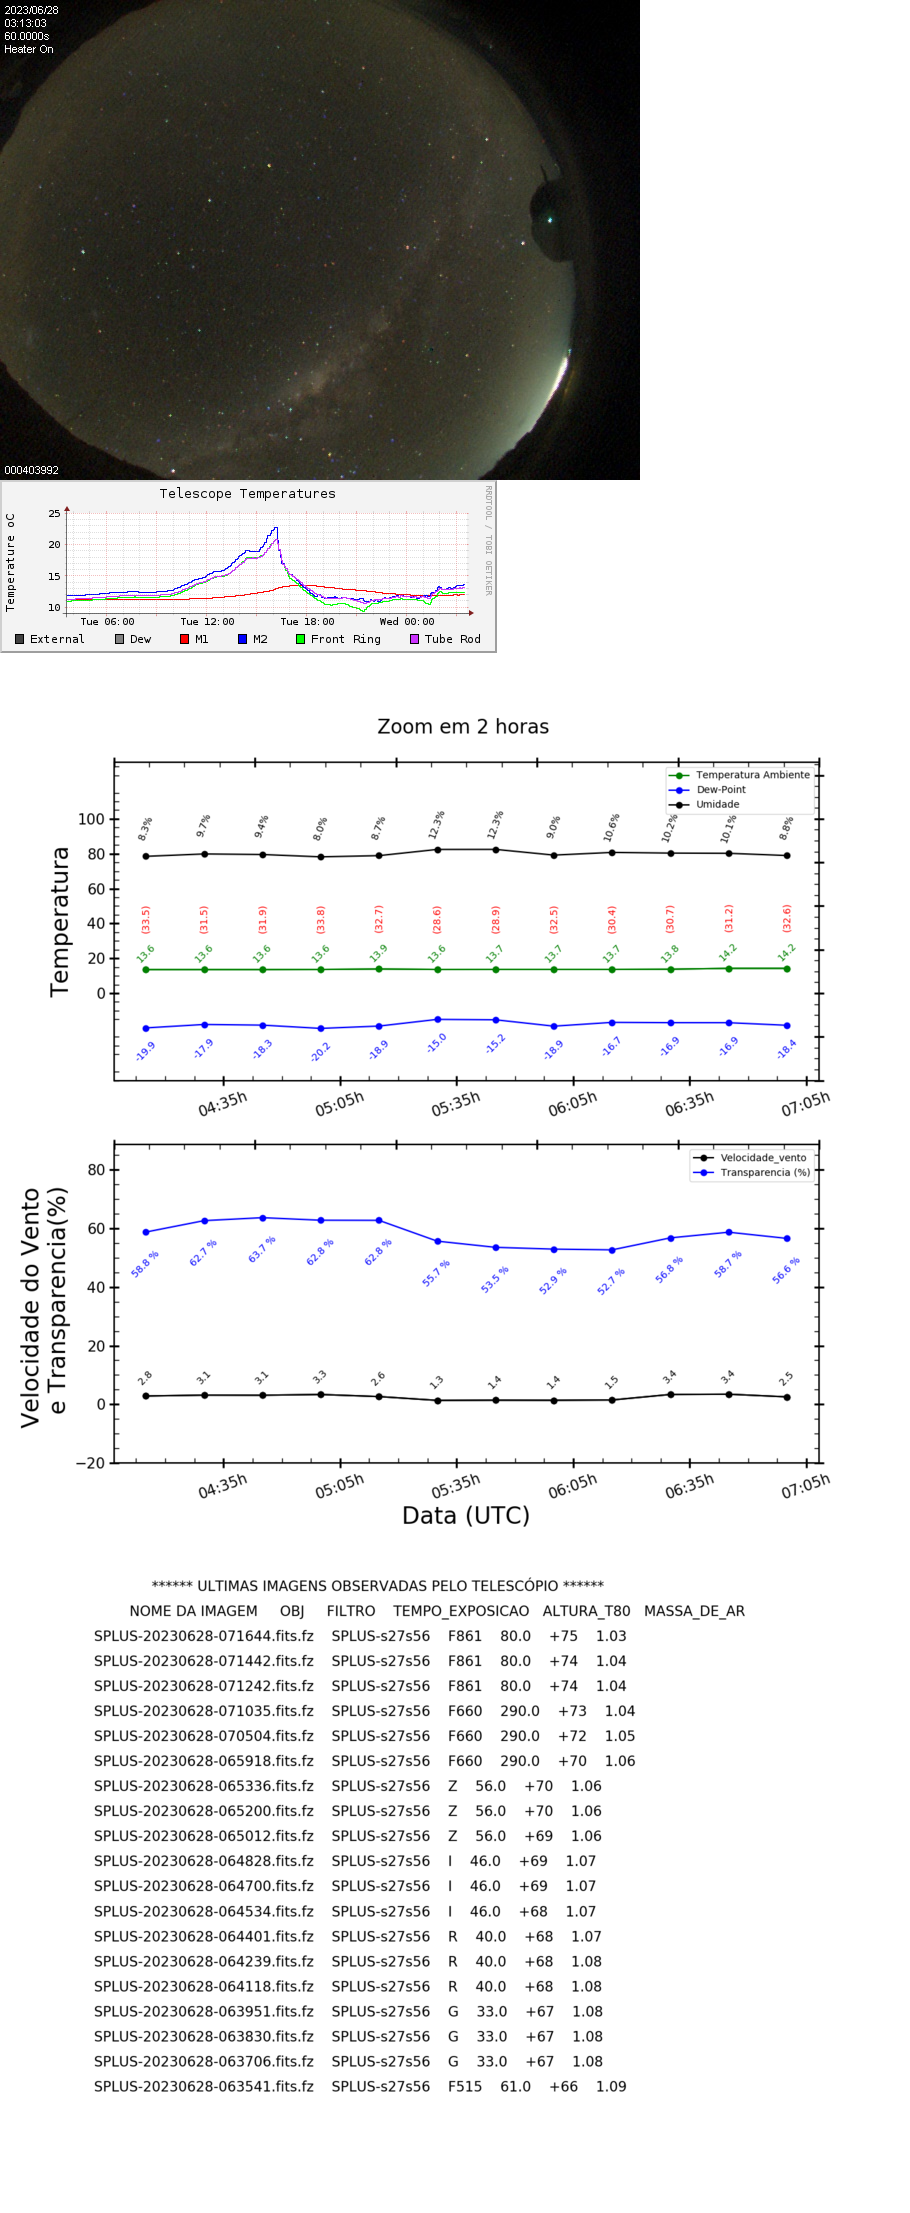 2023/06/28
03:13:03
60.0000s
Heater On
000403992
Telescope Temperatures
RRDTOOL / TOBI OETIKER
Temperature oC
25
20
15
10
Tue 06:00 Tue 12:00 Tue 18:00 Wed 00:00
External Dew M1 M2 Front Ring Tube Rod
Zoom em 2 horas
Temperatura Ambiente
Dew-Point
Umidade
Temperatura
100
80
60
40
20
0
8.3% 9.7% 9.4% 8.0% 8.7% 12.3% 12.3% 9.0% 10.6% 10.2% 10.1% 8.8%
(33.5) (31.5) (31.9) (33.8) (32.7) (28.6) (28.9) (32.5) (30.4) (30.7) (31.2) (32.6)
13.6 13.6 13.6 13.6 13.9 13.6 13.7 13.7 13.7 13.8 14.2 14.2
-19.9 -17.9 -18.3 -20.2 -18.9 -15.0 -15.2 -18.9 -16.7 -16.9 -16.9 -18.4
04:35h 05:05h 05:35h 06:05h 06:35h 07:05h
Velocidade_vento
Transparencia (%)
Velocidade do Vento
e Transparencia(%)
80
60
40
20
0
−20
58.8 % 62.7 % 63.7 % 62.8 % 62.8 % 55.7 % 53.5 % 52.9 % 52.7 % 56.8 % 58.7 % 56.6 %
2.8 3.1 3.1 3.3 2.6 1.3 1.4 1.4 1.5 3.4 3.4 2.5
04:35h 05:05h 05:35h 06:05h 06:35h 07:05h
Data (UTC)
****** ULTIMAS IMAGENS OBSERVADAS PELO TELESCÓPIO ******
NOME DA IMAGEM OBJ FILTRO TEMPO_EXPOSICAO ALTURA_T80 MASSA_DE_AR
SPLUS-20230628-071644.fits.fz SPLUS-s27s56 F861 80.0 +75 1.03
SPLUS-20230628-071442.fits.fz SPLUS-s27s56 F861 80.0 +74 1.04
SPLUS-20230628-071242.fits.fz SPLUS-s27s56 F861 80.0 +74 1.04
SPLUS-20230628-071035.fits.fz SPLUS-s27s56 F660 290.0 +73 1.04
SPLUS-20230628-070504.fits.fz SPLUS-s27s56 F660 290.0 +72 1.05
SPLUS-20230628-065918.fits.fz SPLUS-s27s56 F660 290.0 +70 1.06
SPLUS-20230628-065336.fits.fz SPLUS-s27s56 Z 56.0 +70 1.06
SPLUS-20230628-065200.fits.fz SPLUS-s27s56 Z 56.0 +70 1.06
SPLUS-20230628-065012.fits.fz SPLUS-s27s56 Z 56.0 +69 1.06
SPLUS-20230628-064828.fits.fz SPLUS-s27s56 I 46.0 +69 1.07
SPLUS-20230628-064700.fits.fz SPLUS-s27s56 I 46.0 +69 1.07
SPLUS-20230628-064534.fits.fz SPLUS-s27s56 I 46.0 +68 1.07
SPLUS-20230628-064401.fits.fz SPLUS-s27s56 R 40.0 +68 1.07
SPLUS-20230628-064239.fits.fz SPLUS-s27s56 R 40.0 +68 1.08
SPLUS-20230628-064118.fits.fz SPLUS-s27s56 R 40.0 +68 1.08
SPLUS-20230628-063951.fits.fz SPLUS-s27s56 G 33.0 +67 1.08
SPLUS-20230628-063830.fits.fz SPLUS-s27s56 G 33.0 +67 1.08
SPLUS-20230628-063706.fits.fz SPLUS-s27s56 G 33.0 +67 1.08
SPLUS-20230628-063541.fits.fz SPLUS-s27s56 F515 61.0 +66 1.09